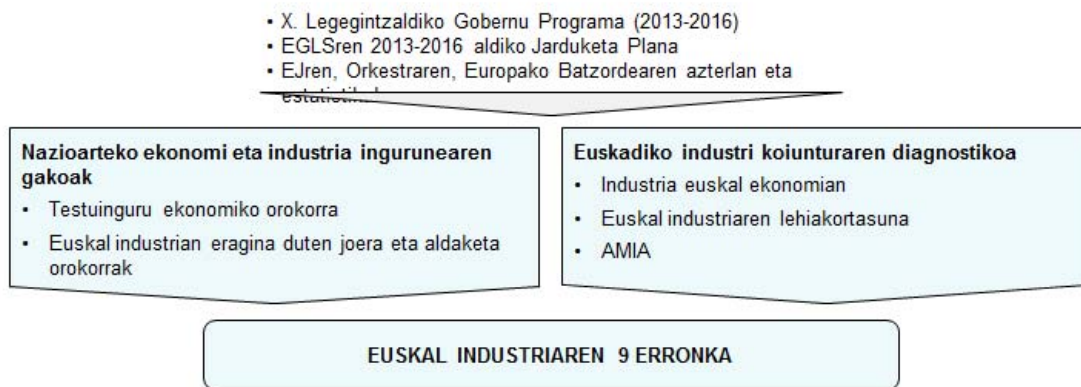 • X. Legegintzaldiko Gobernu Programa (2013-2016)
• EGLSren 2013-2016 aldiko Jarduketa Plana
• EJren, Orkestraren, Europako Batzordearen azterlan eta
Nazioarteko ekonomi eta industria ingurunearen
gakoak
• Testuinguru ekonomiko orokorra
• Euskal industrian eragina duten joera eta aldaketa
orokorrak
Euskadiko industri koiunturaren diagnostikoa
• Industria euskal ekonomian
• Euskal industriaren lehiakortasuna
• AMIA
EUSKAL INDUSTRIAREN 9 ERRONKA